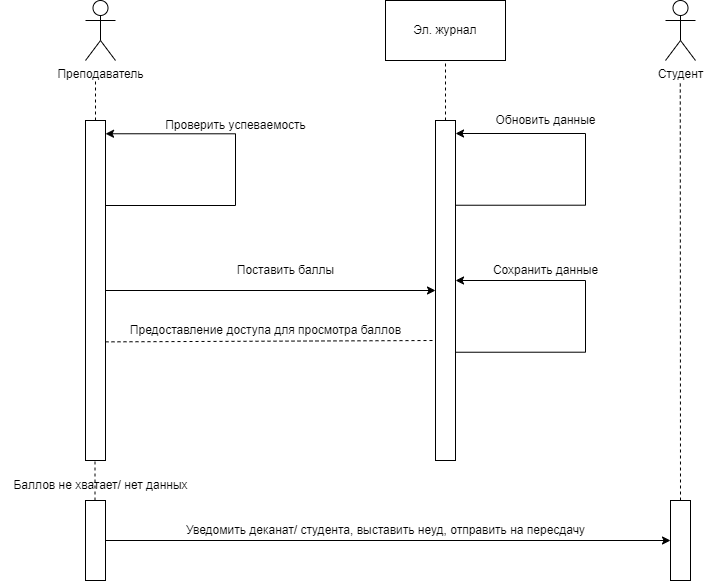 Эл. журнал
Преподаватель
Студент
Проверить успеваемость
Обновить данные
Поставить баллы
Сохранить данные
Предоставление доступа для просмотра баллов
Баллов не хватает/ нет данных
Уведомить деканат/ студента, выставить неуд, отправить на пересдачу